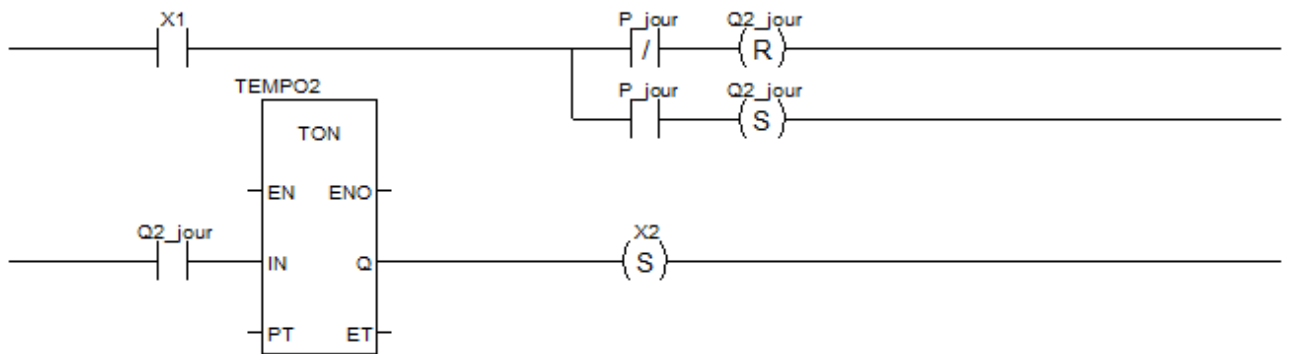 X1
P_jour
Q2_jour
/
R
TEMPO2
P_jour
Q2_jour
S
TON
EN ENO
Q2_jour
X2
IN Q
S
PT ET